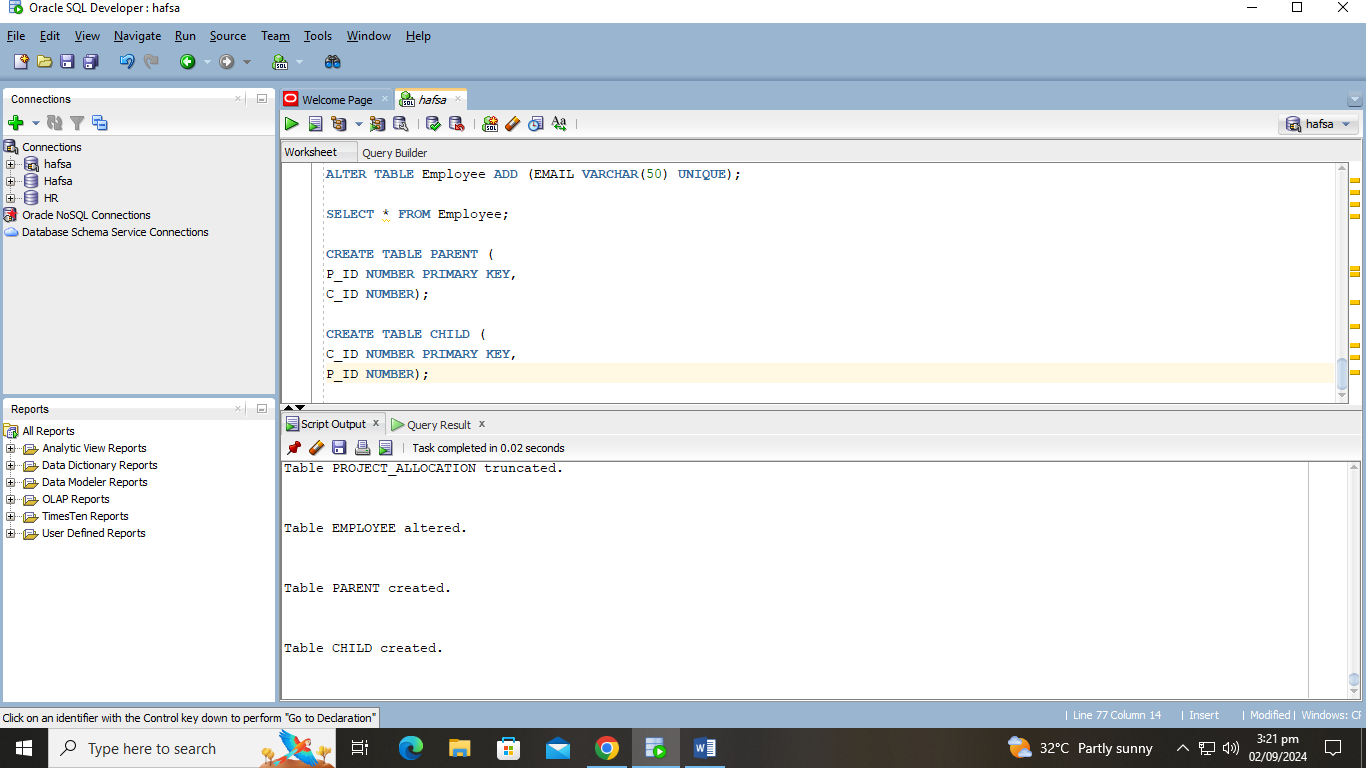 Oracle SQL Developer : hafsa
File Edit View Navigate Run Source Team Tools Window Help
Connections
Connections
hafsa
Hafsa
HR
Oracle NoSQL Connections
Database Schema Service Connections
Reports
All Reports
Analytic View Reports
Data Dictionary Reports
Data Modeler Reports
OLAP Reports
TimesTen Reports
User Defined Reports
Welcome Page hafsa
hafsa
Worksheet Query Builder
ALTER TABLE Employee ADD (EMAIL VARCHAR(50) UNIQUE);
SELECT * FROM Employee;
CREATE TABLE PARENT (
P_ID NUMBER PRIMARY KEY,
C_ID NUMBER);
CREATE TABLE CHILD (
C_ID NUMBER PRIMARY KEY,
P_ID NUMBER);
Script Output Query Result
Task completed in 0.02 seconds
Table PROJECT_ALLOCATION truncated.
Table EMPLOYEE altered.
Table PARENT created.
Table CHILD created.
Click on an identifier with the Control key down to perform "Go to Declaration"
Line 77 Column 14 Insert Modified Windows: CF
Type here to search
32°C Partly sunny
3:21 pm
02/09/2024